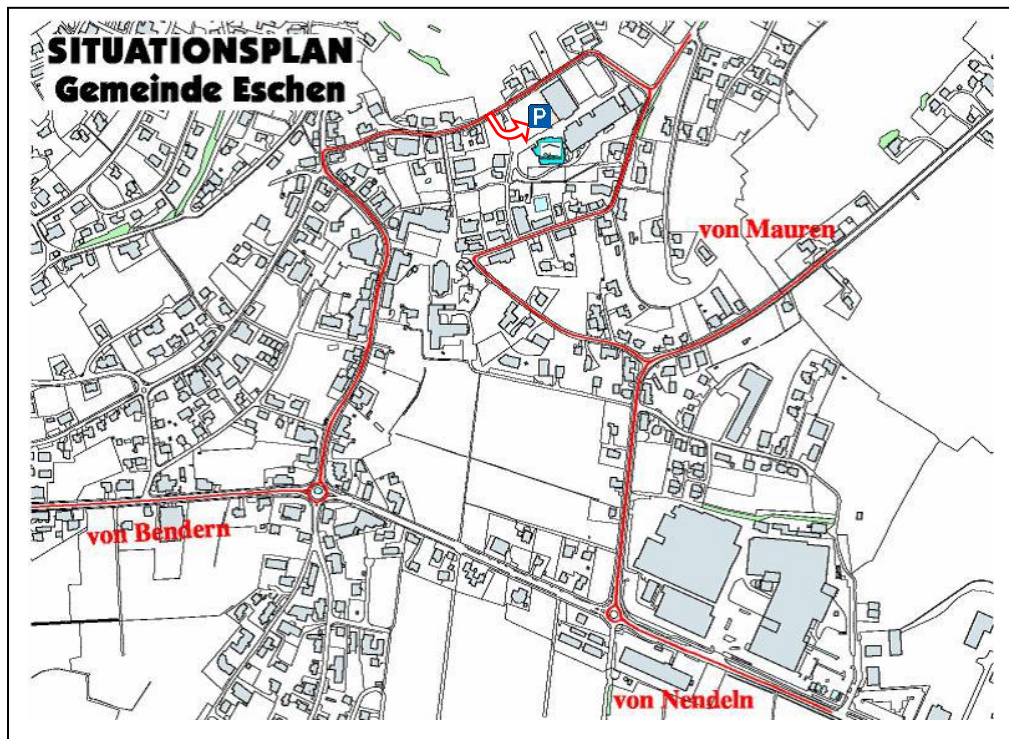 SITUATIONSPLAN
Gemeinde Eschen
P
von Mauren
von Bendern
von Nendeln